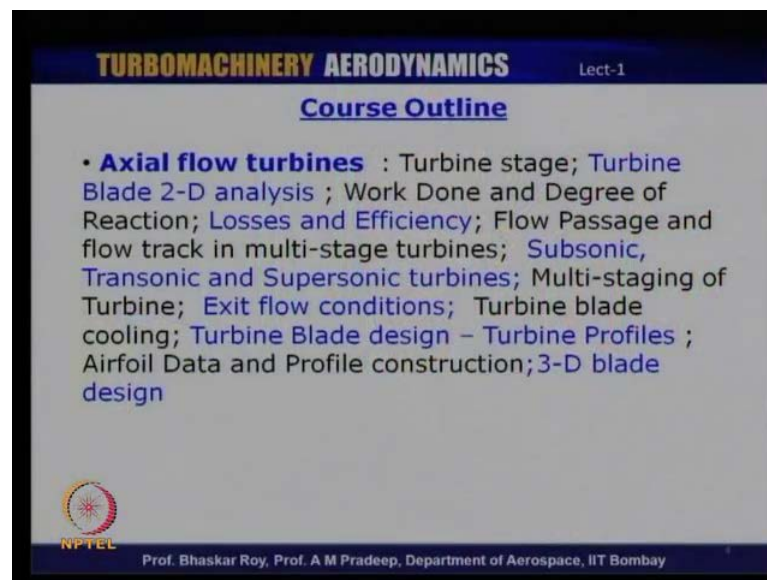 TURBOMACHINERY AERODYNAMICS Lect-1
Course Outline
• Axial flow turbines : Turbine stage; Turbine
Blade 2-D analysis ; Work Done and Degree of
Reaction; Losses and Efficiency; Flow Passage and
flow track in multi-stage turbines; Subsonic,
Transonic and Supersonic turbines; Multi-staging of
Turbine; Exit flow conditions; Turbine blade
cooling; Turbine Blade design – Turbine Profiles ;
Airfoil Data and Profile construction;3-D blade
design
NPTEL
Prof. Bhaskar Roy, Prof. A M Pradeep, Department of Aerospace, IIT Bombay